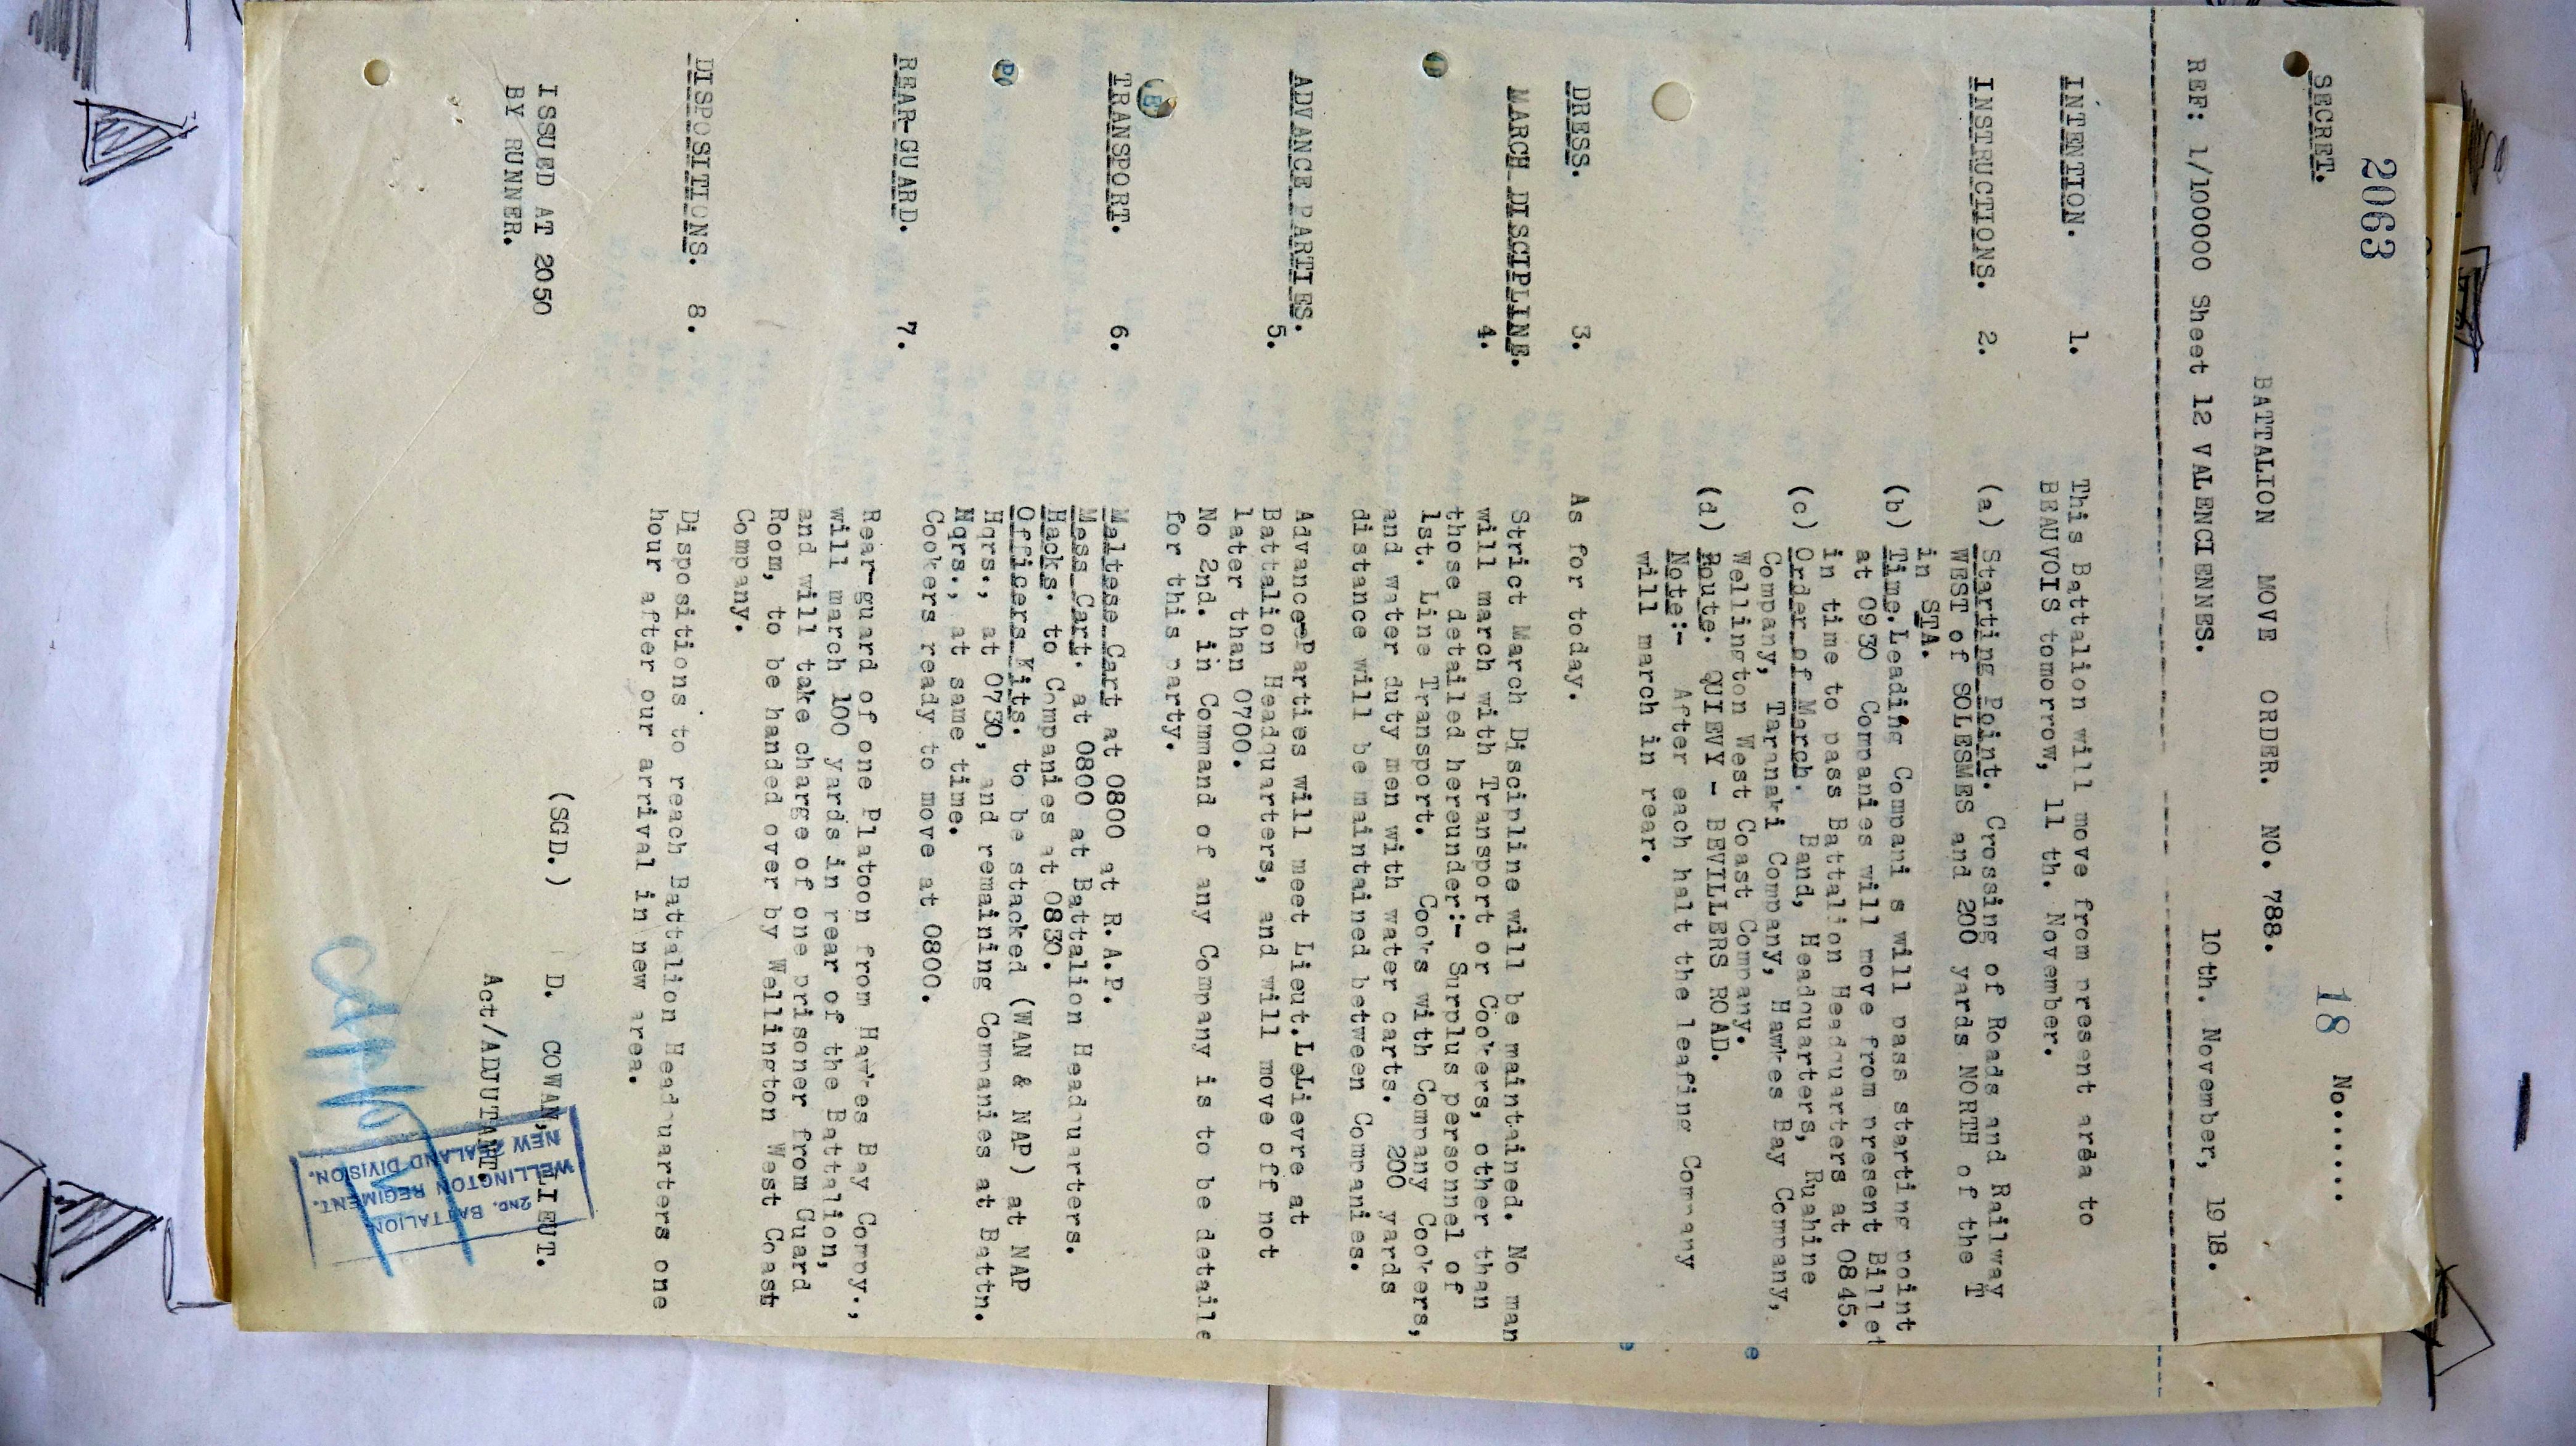 2063
18 No.......
SECRET.
BATTALION MOVE ORDER. NO. 788.
10th. November, 1918.
REF: 1/100000 Sheet 12 VALENCIENNES.
INTENTION. 1. This Battalion will move from present area to
BEAUVOIS tomorrow, 11 th. November.
INSTRUCTIONS. 2. (a) Starting Point. Crossing of Roads and Railway
WEST of SOLESMES and 200 yards NORTH of the T
in STA.
(b) Time. Leading Compani s will pass starting point
at 0930 Companies will move from present Billet
in time to pass Battalion Headquarters at 0845.
(c) Order of March. Band, Headquarters, Ruahine
Company, Taranaki Company, Hawkes Bay Company,
Wellington West Coast Company.
(d) Route. QUIEVY - BEVILLERS ROAD.
Note:- After each halt the leafing Company
will march in rear.
DRESS. 3. As for today.
MARCH DISCIPLINE. 4. Strict March Discipline will be maintained. No man
will march with Transport or Cookers, other than
those detailed hereunder:- Surplus personnel of
1st. Line Transport. Cooks with Company Cookers,
and water duty men with water carts. 200 yards
distance will be maintained between Companies.
ADVANCE PARTIES. 5. Advance Parties will meet Lieut. LeLievre at
Battalion Headquarters, and will move off not
later than 0700.
No 2nd. in Command of any Company is to be detaile
for this party.
TRANSPORT. 6. Maltese Cart at 0800 at R.A.P.
Mess Cart. at 0800 at Battalion Headquarters.
Hacks. to Companies at 0830.
Officers Kits. to be stacked (WAN & NAP) at NAP
Hqrs., at 0730, and remaining Companies at Battn.
Hqrs., at same time.
Cookers ready to move at 0800.
REAR-GUARD. 7. Rear-guard of one Platoon from Hawkes Bay Compy.,
will march 100 yards in rear of the Battalion,
and will take charge of one prisoner from Guard
Room, to be handed over by Wellington West Coast
Company.
DISPOSITIONS. 8. Dispositions to reach Battalion Headquarters one
hour after our arrival in new area.
ISSUED AT 2050
BY RUNNER.
(SGD.) D. COWAN, LIEUT.
Act/ADJUTANT.
2ND. BATTALION
WELLINGTON REGIMENT.
NEW ZEALAND DIVISION.